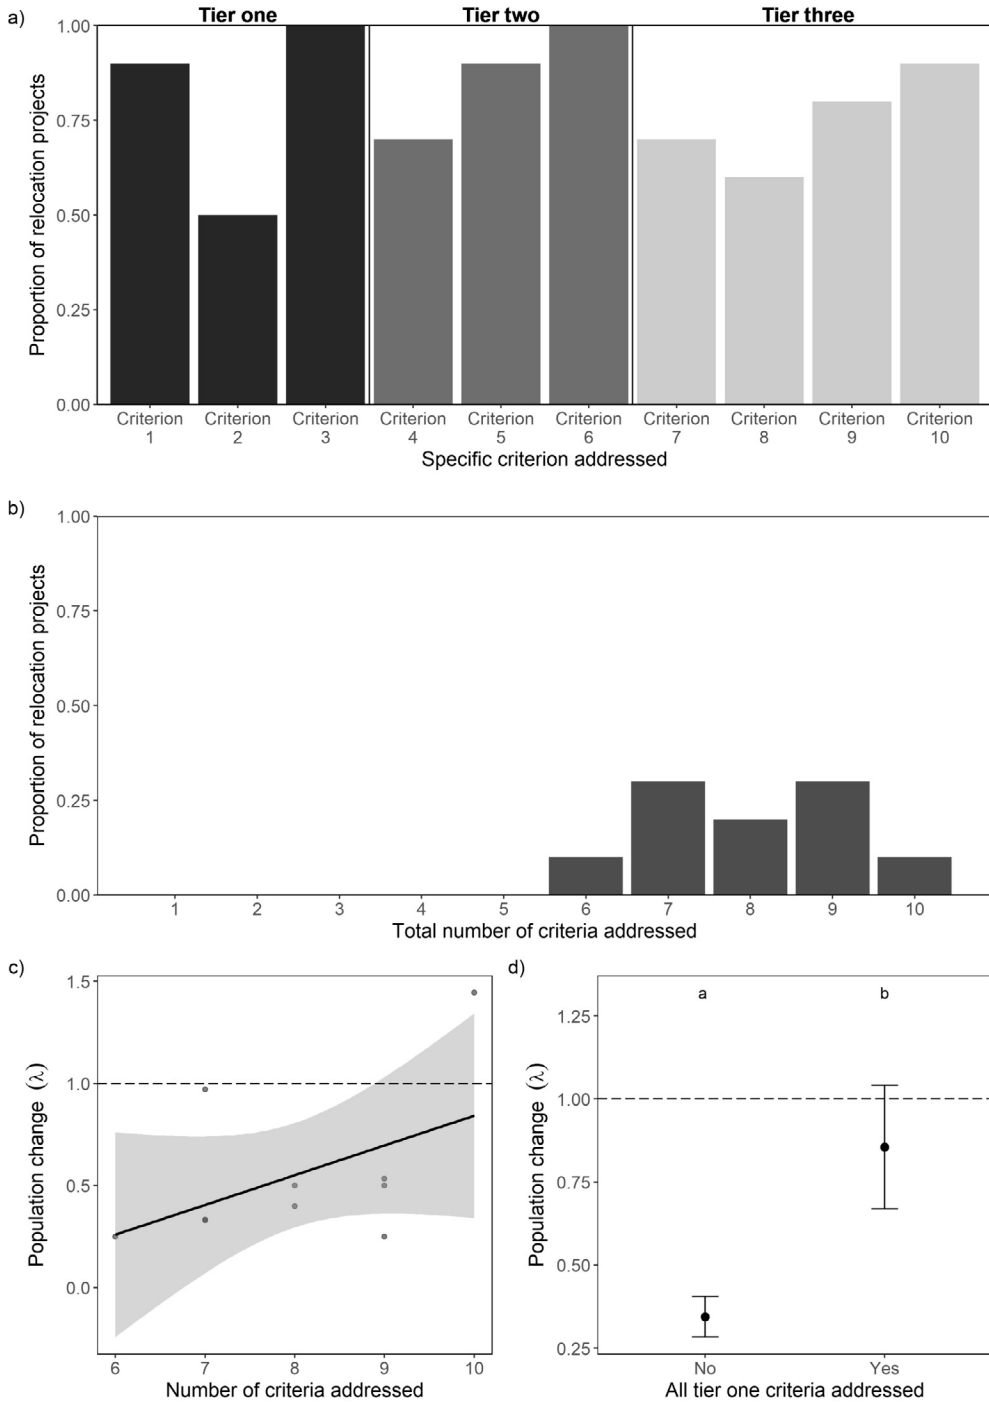 a)
Tier one Tier two Tier three
Proportion of relocation projects
1.00
0.75
0.50
0.25
0.00
Criterion Criterion Criterion Criterion Criterion Criterion Criterion Criterion Criterion Criterion
1 2 3 4 5 6 7 8 9 10
Specific criterion addressed
b)
Proportion of relocation projects
1.00
0.75
0.50
0.25
0.00
1 2 3 4 5 6 7 8 9 10
Total number of criteria addressed
c)
Population change (λ)
1.5
1.0
0.5
0.0
6 7 8 9 10
Number of criteria addressed
d)
a b
Population change (λ)
1.25
1.00
0.75
0.50
0.25
No Yes
All tier one criteria addressed